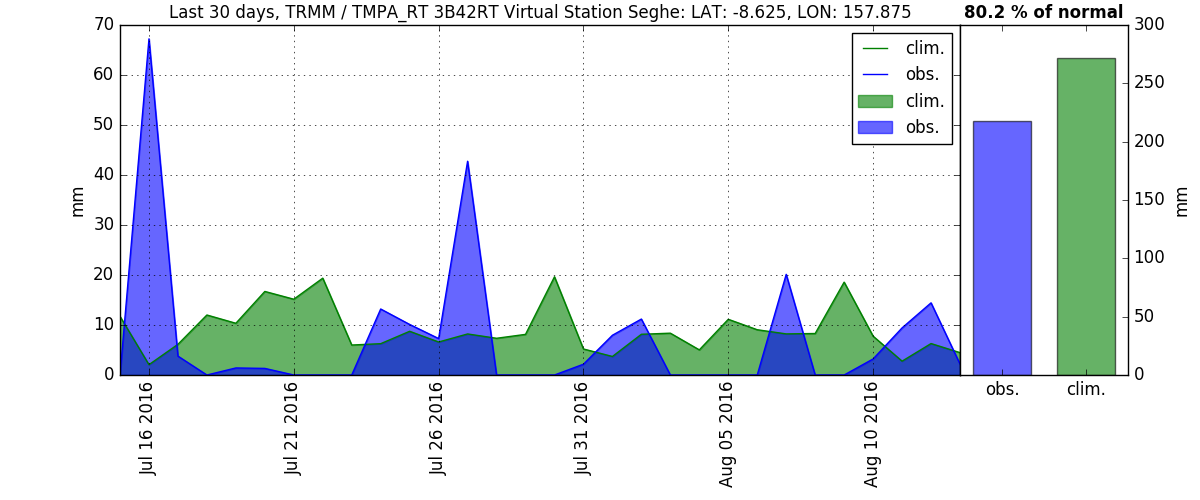 Last 30 days, TRMM / TMPA_RT 3B42RT Virtual Station Seghe: LAT: -8.625, LON: 157.875
80.2 % of normal
70
60
50
40
30
20
10
0
mm
clim.
obs.
clim.
obs.
Jul 16 2016
Jul 21 2016
Jul 26 2016
Jul 31 2016
Aug 05 2016
Aug 10 2016
300
250
200
150
100
50
0
mm
obs.
clim.